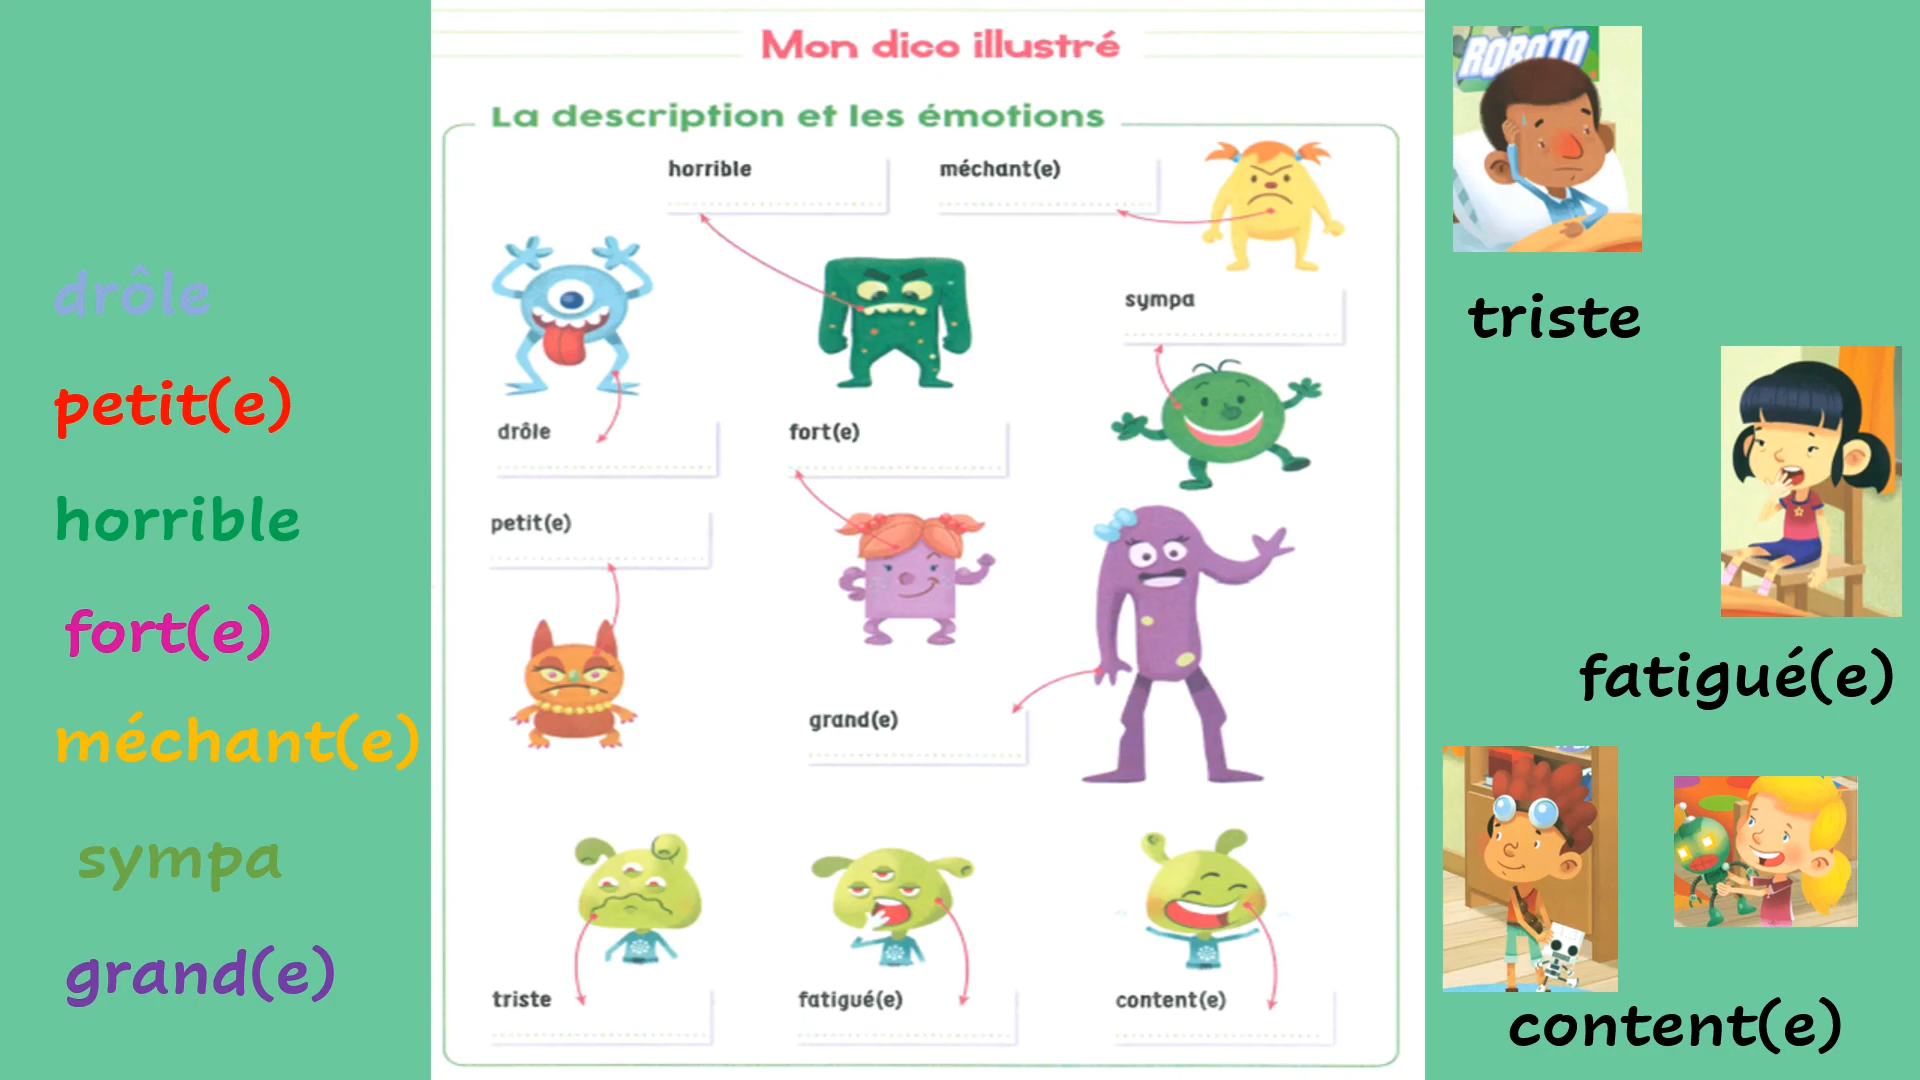 drôle
petit(e)
horrible
fort(e)
méchant(e)
sympa
grand(e)
Mon dico illustré
La description et les émotions
horrible
méchant(e)
sympa
drôle
fort(e)
petit(e)
grand(e)
triste
fatigué(e)
content(e)
ROBOTO
triste
fatigué(e)
content(e)